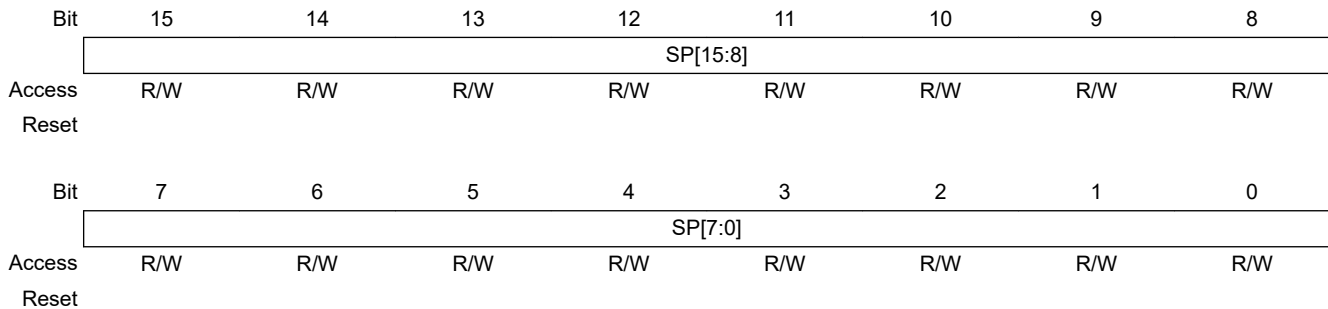 Bit 15 14 13 12 11 10 9 8
SP[15:8]
Access R/W R/W R/W R/W R/W R/W R/W R/W
Reset
Bit 7 6 5 4 3 2 1 0
SP[7:0]
Access R/W R/W R/W R/W R/W R/W R/W R/W
Reset